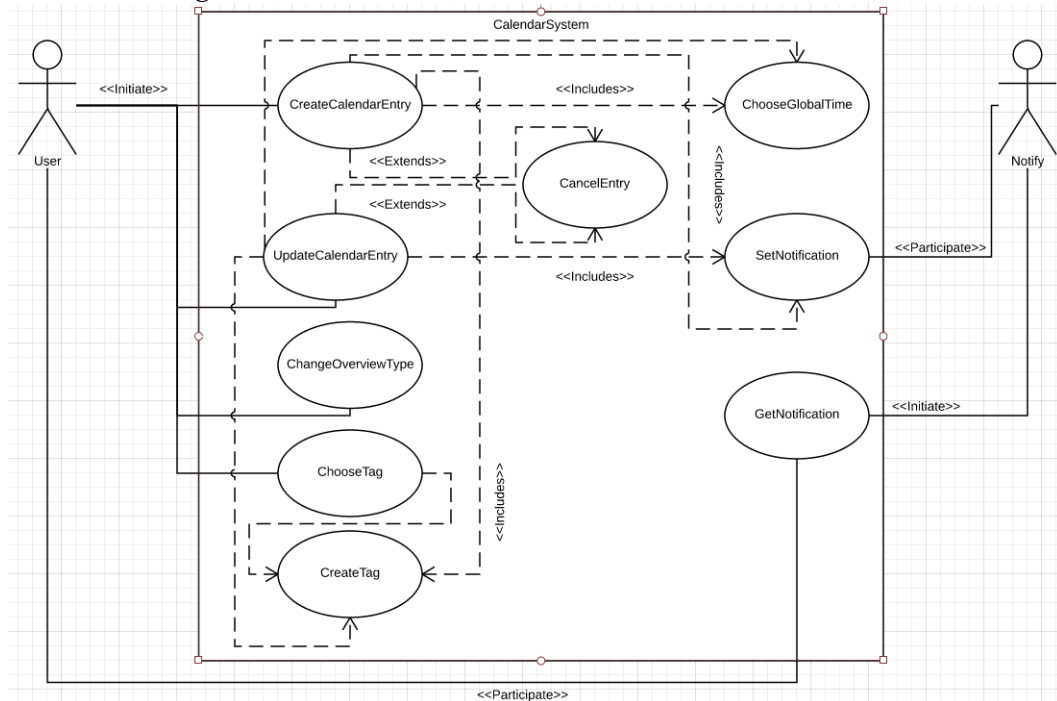 CalendarSystem
<<Initiate>>
CreateCalendarEntry
<<Includes>>
ChooseGlobalTime
User
Notify
<<Extends>>
CancelEntry
<<Includes>>
<<Extends>>
UpdateCalendarEntry
<<Includes>>
SetNotification
<<Participate>>
ChangeOverviewType
GetNotification
<<Initiate>>
ChooseTag
<<Includes>>
CreateTag
<<Participate>>